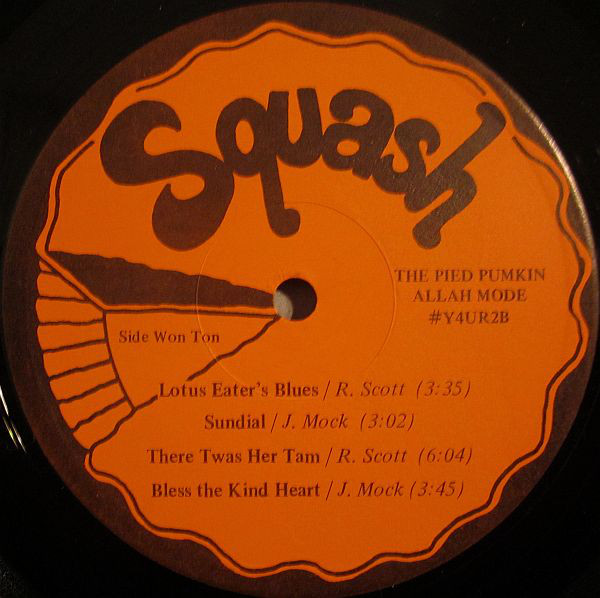 Squash
THE PIED PUMKIN
ALLAH MODE
#Y4UR2B
Side Won Ton
Lotus Eater's Blues / R. Scott (3:35)
Sundial / J. Mock (3:02)
There Twas Her Tam / R. Scott (6:04)
Bless the Kind Heart / J. Mock (3:45)